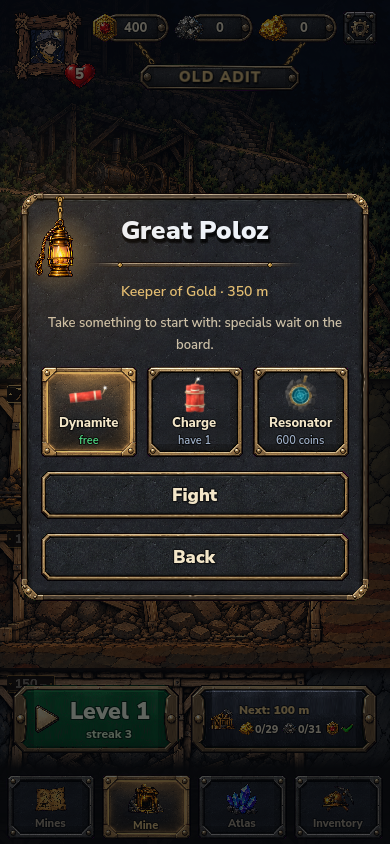 400
0
0
5
OLD ADIT
Great Poloz
Keeper of Gold · 350 m
Take something to start with: specials wait on the
board.
Dynamite
free
Charge
have 1
Resonator
600 coins
Fight
Back
150
Level 1
streak 3
Next: 100 m
0/29
0/31
Mines
Mine
Atlas
Inventory